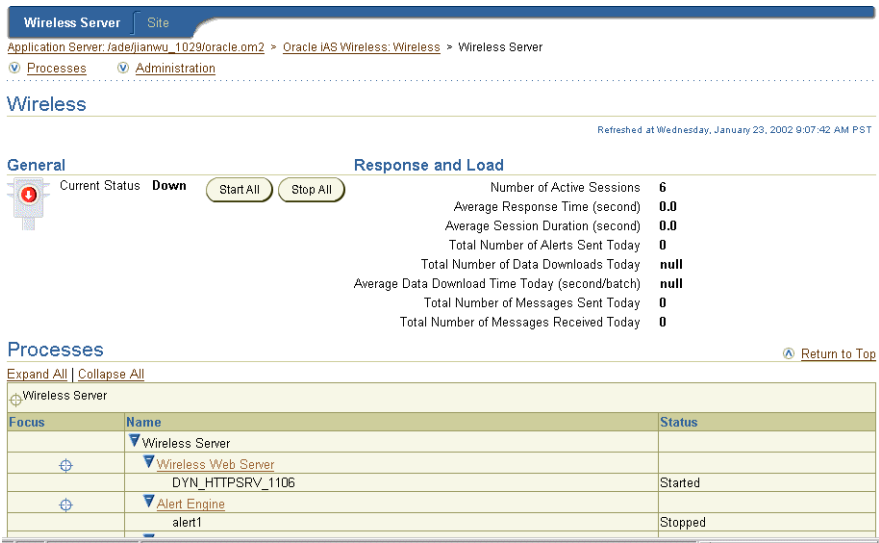 Wireless Server Site
Application Server: /ade/jianwu_1029/oracle.om2 > Oracle iAS Wireless: Wireless > Wireless Server
Processes Administration
Wireless
Refreshed at Wednesday, January 23, 2002 9:07:42 AM PST
General
Current Status Down Start All Stop All
Response and Load
Number of Active Sessions 6
Average Response Time (second) 0.0
Average Session Duration (second) 0.0
Total Number of Alerts Sent Today 0
Total Number of Data Downloads Today null
Average Data Download Time Today (second/batch) null
Total Number of Messages Sent Today 0
Total Number of Messages Received Today 0
Processes
Return to Top
Expand All | Collapse All
Wireless Server
Focus Name Status
Wireless Server
Wireless Web Server
DYN_HTTPSRV_1106 Started
Alert Engine
alert1 Stopped